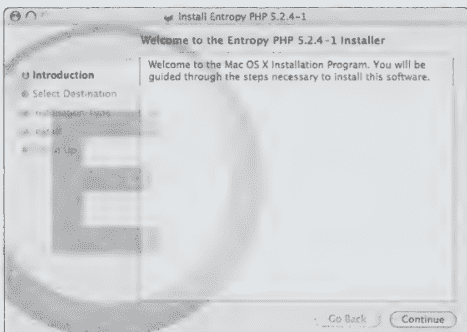 Install Entropy PHP 5.2.4-1
Welcome to the Entropy PHP 5.2.4-1 Installer
Introduction
Select Destination
Welcome to the Mac OS X Installation Program. You will be
guided through the steps necessary to install this software.
Go Back
Continue